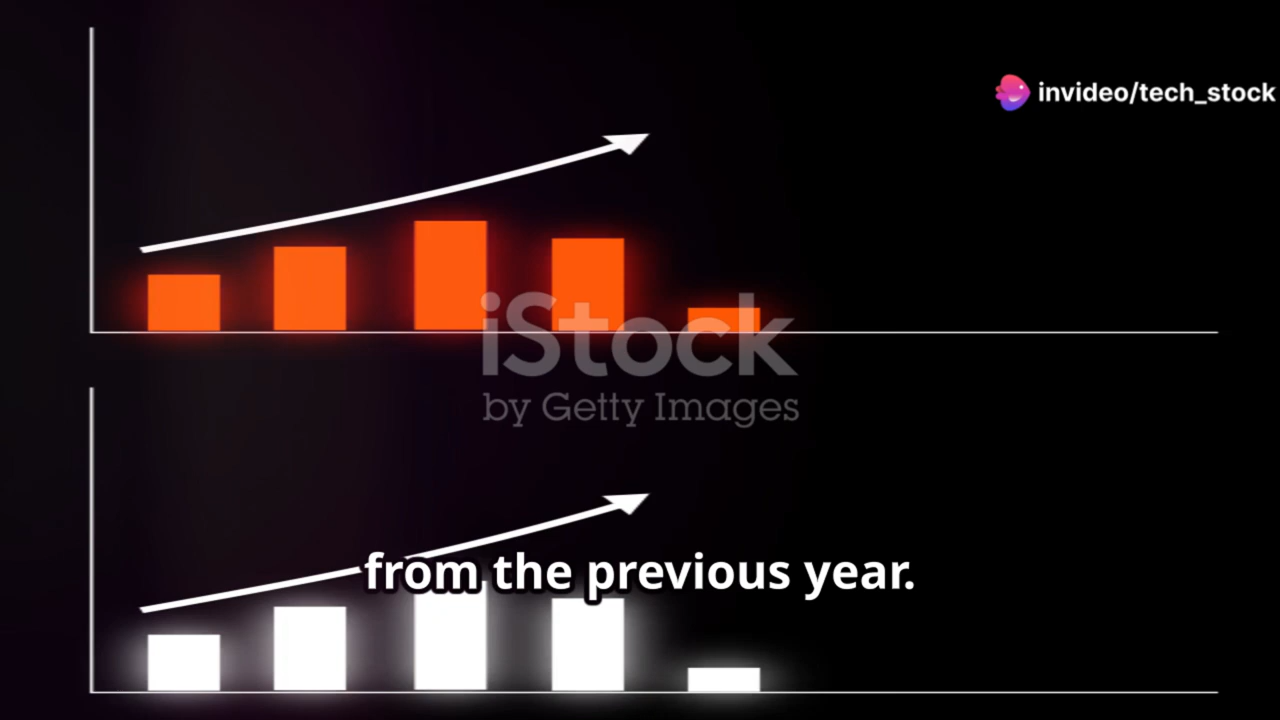 invideo/tech_stock
iStock
by Getty Images
from the previous year.